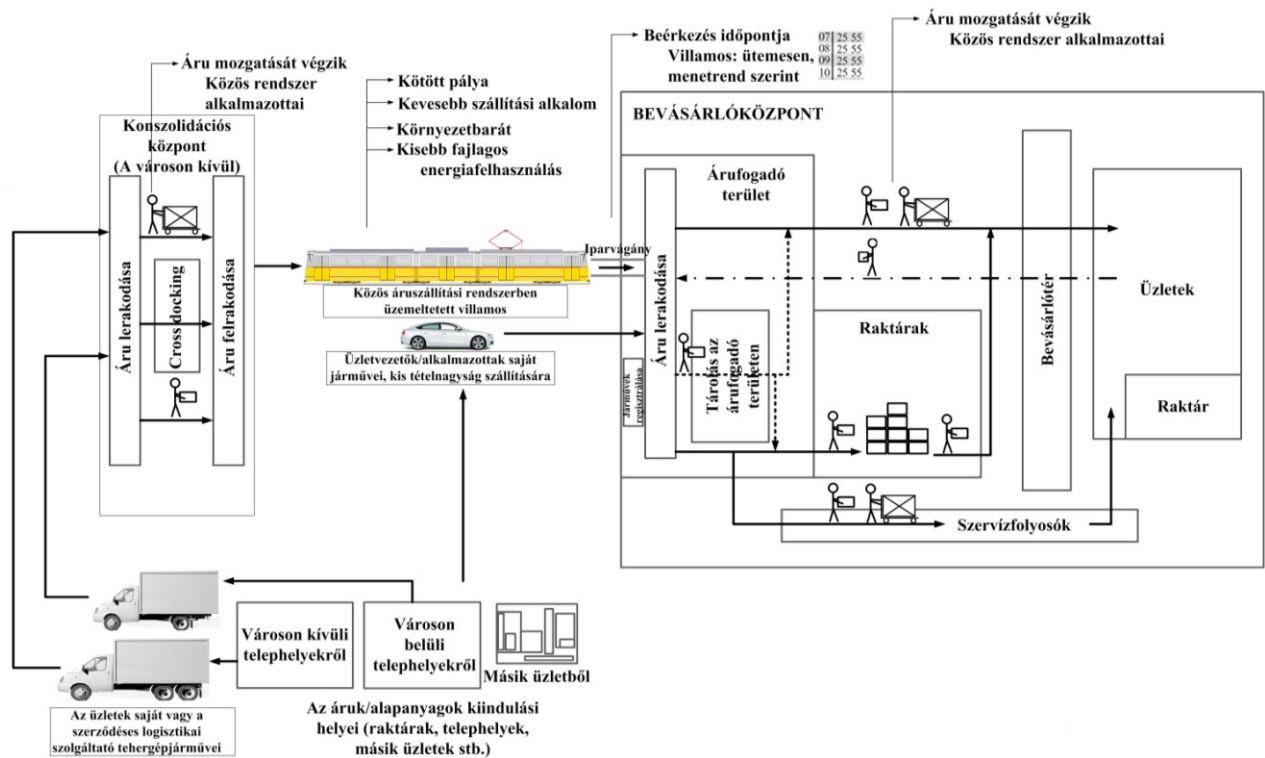 Áru mozgatását végzik
Közös rendszer
alkalmazottai
Konszolidációs
központ
(A városon kívül)
Áru lerakodása
Cross docking
Áru felrakodása
Kötött pálya
Kevesebb szállítási alkalom
Környezetbarát
Kisebb fajlagos
energiafelhasználás
Közös áruszállítási rendszerben
üzemeltetett villamos
Üzletvezetők/alkalmazottak saját
járművei, kis tételnagyság szállítására
Beérkezés időpontja
Villamos: ütemesen,
menetrend szerint
07 25 55
08 25 55
09 25 55
10 25 55
Áru mozgatását végzik
Közös rendszer alkalmazottai
BEVÁSÁRLÓKÖZPONT
Iparvágány
Áru lerakodása
Járművek
regisztrálása
Árufogadó
terület
Tárolás az
árufogadó
területen
Raktárak
Bevásárlótér
Üzletek
Raktár
Szervízfolyosók
Városon kívüli
telephelyekről
Városon
belüli
telephelyekről
Másik üzletből
Az üzletek saját vagy a
szerződéses logisztikai
szolgáltató tehergépjárművei
Az áruk/alapanyagok kiindulási
helyei (raktárak, telephelyek,
másik üzletek stb.)